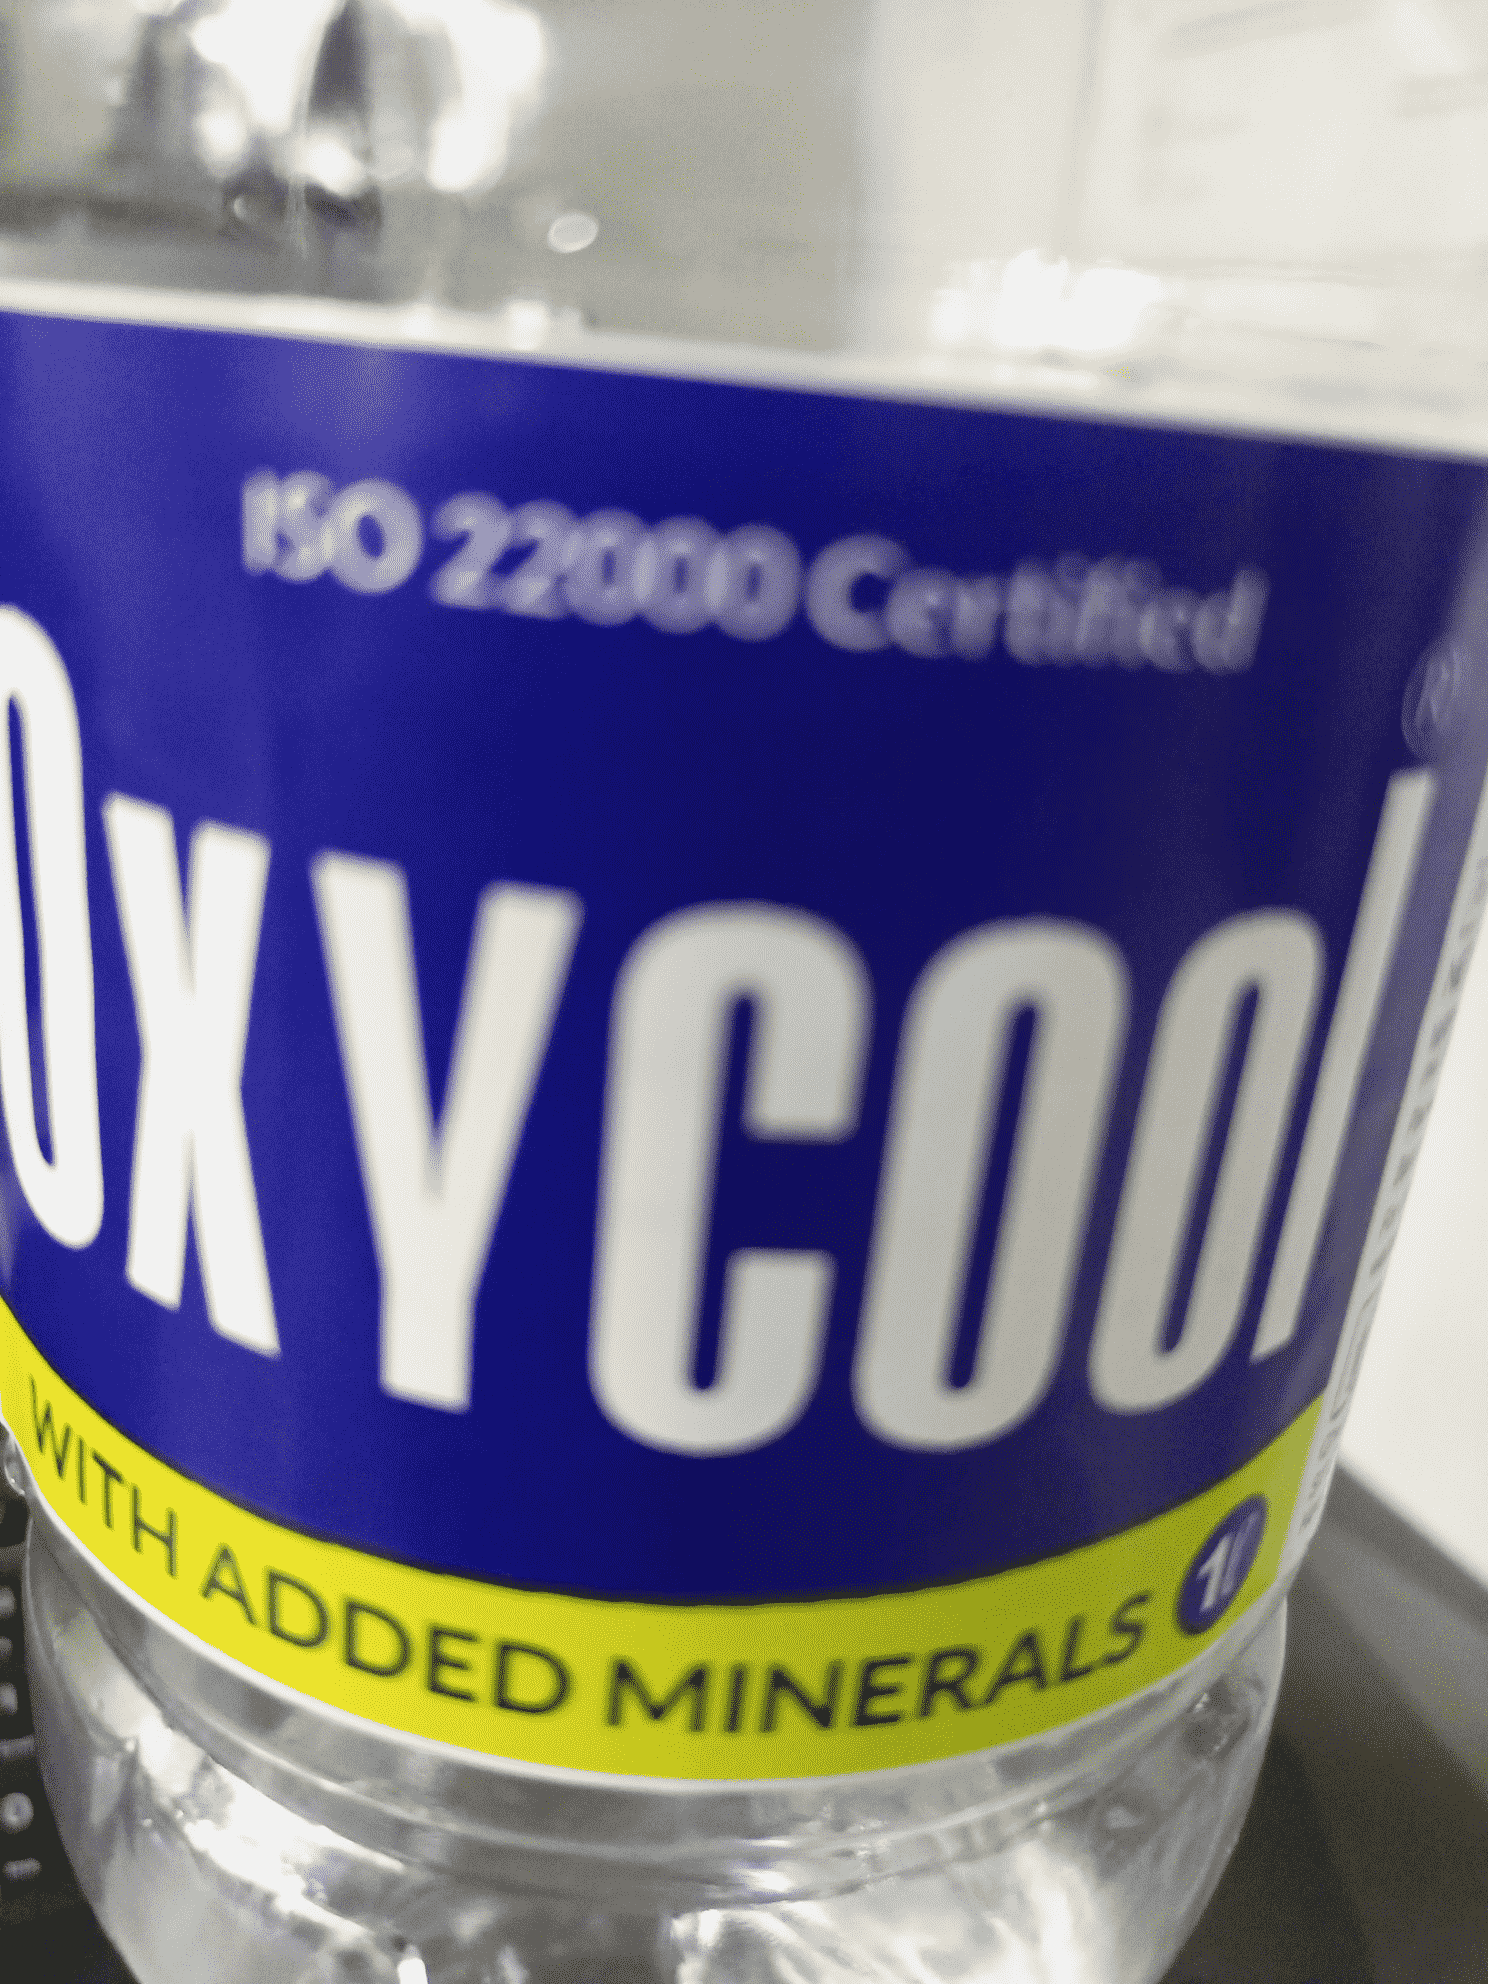 ISO 22000 Certified
OXYCOOl®
WITH ADDED MINERALS